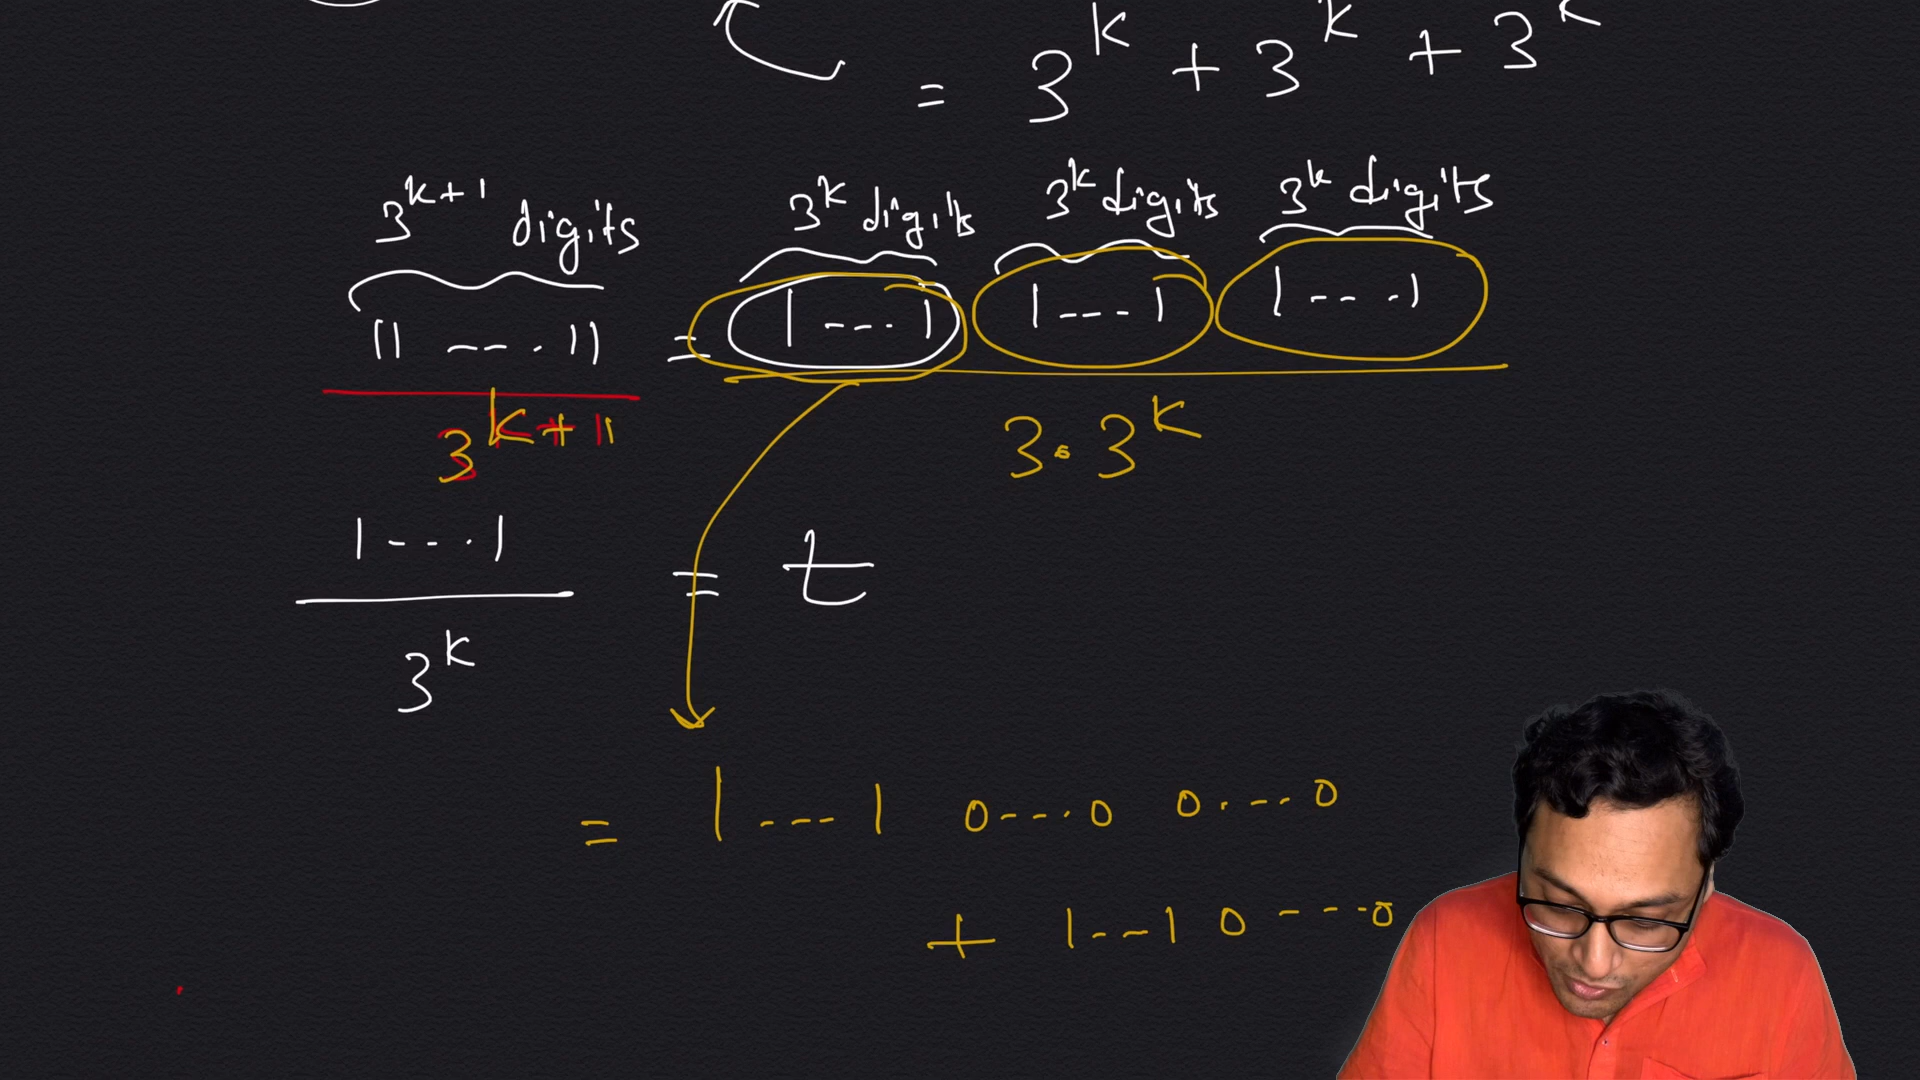 = 3^k + 3^k + 3^k
3^k+1 digits 3^k digits 3^k digits 3^k digits
11 --.11 = 1---.1 1---1 1--.-1
3^k+1 3.3^k
1--.1 = t
3^k
= 1---1 0---.0 0.---0
+ 1--1 0---0